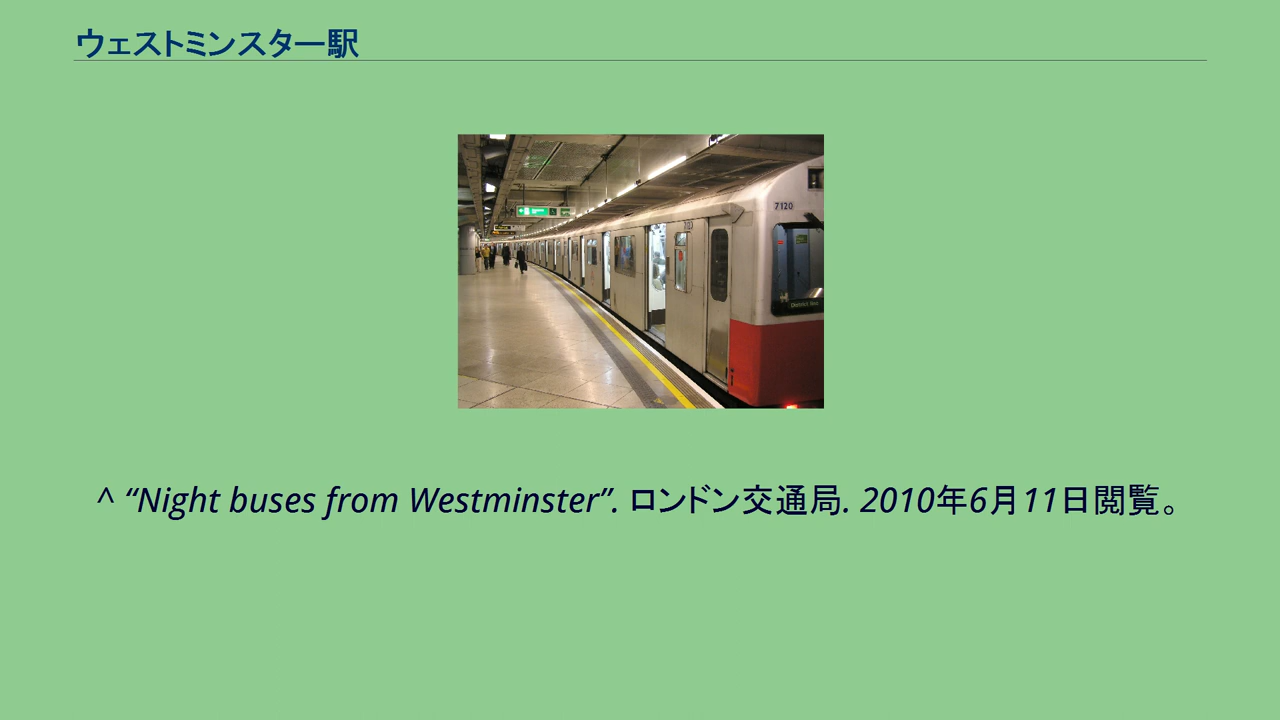 ウェストミンスター駅
7120
^ “Night buses from Westminster”. ロンドン交通局. 2010年6月11日閲覧。